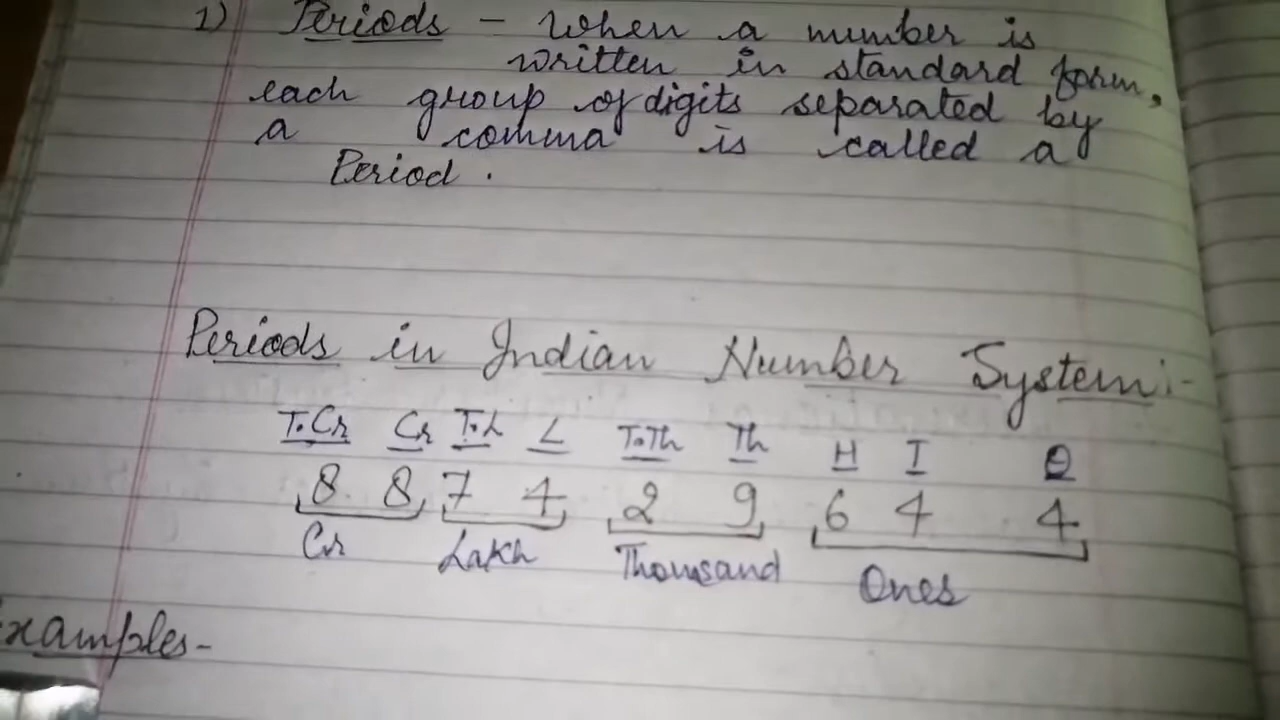 1) Periods - When a number is
written in standard form,
each group of digits separated by
a comma is called a
Period.
Periods in Indian Number System:-
T.Cr Cr T.L L T.Th Th H T O
8 8 7 4 2 9 6 4 4
Cr Lakh Thousand Ones
Examples-